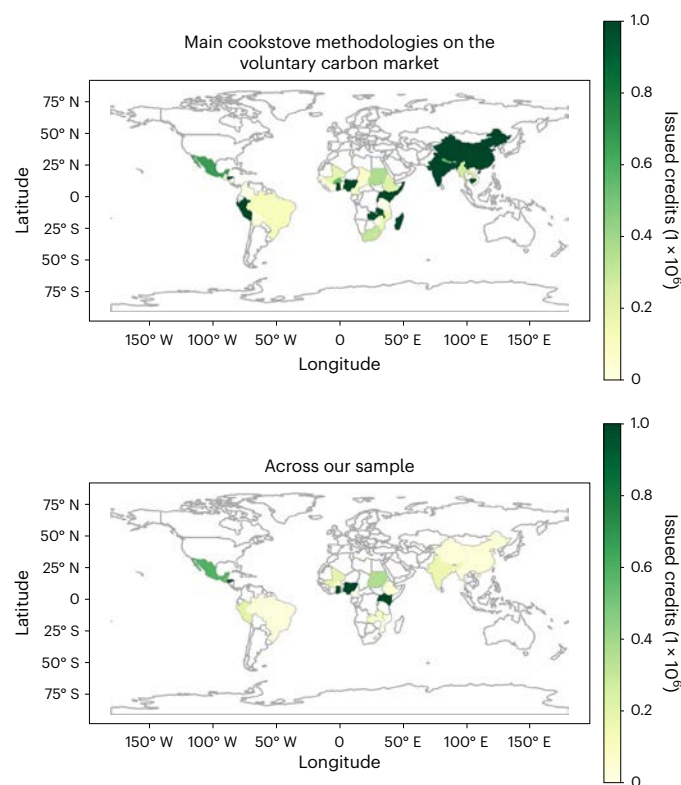 Main cookstove methodologies on the
voluntary carbon market
75° N
50° N
25° N
0
25° S
50° S
75° S
Latitude
150° W 100° W 50° W 0 50° E 100° E 150° E
Longitude
1.0
0.8
0.6
0.4
0.2
0
Issued credits (1 × 10⁶)
Across our sample
75° N
50° N
25° N
0
25° S
50° S
75° S
Latitude
150° W 100° W 50° W 0 50° E 100° E 150° E
Longitude
1.0
0.8
0.6
0.4
0.2
0
Issued credits (1 × 10⁶)